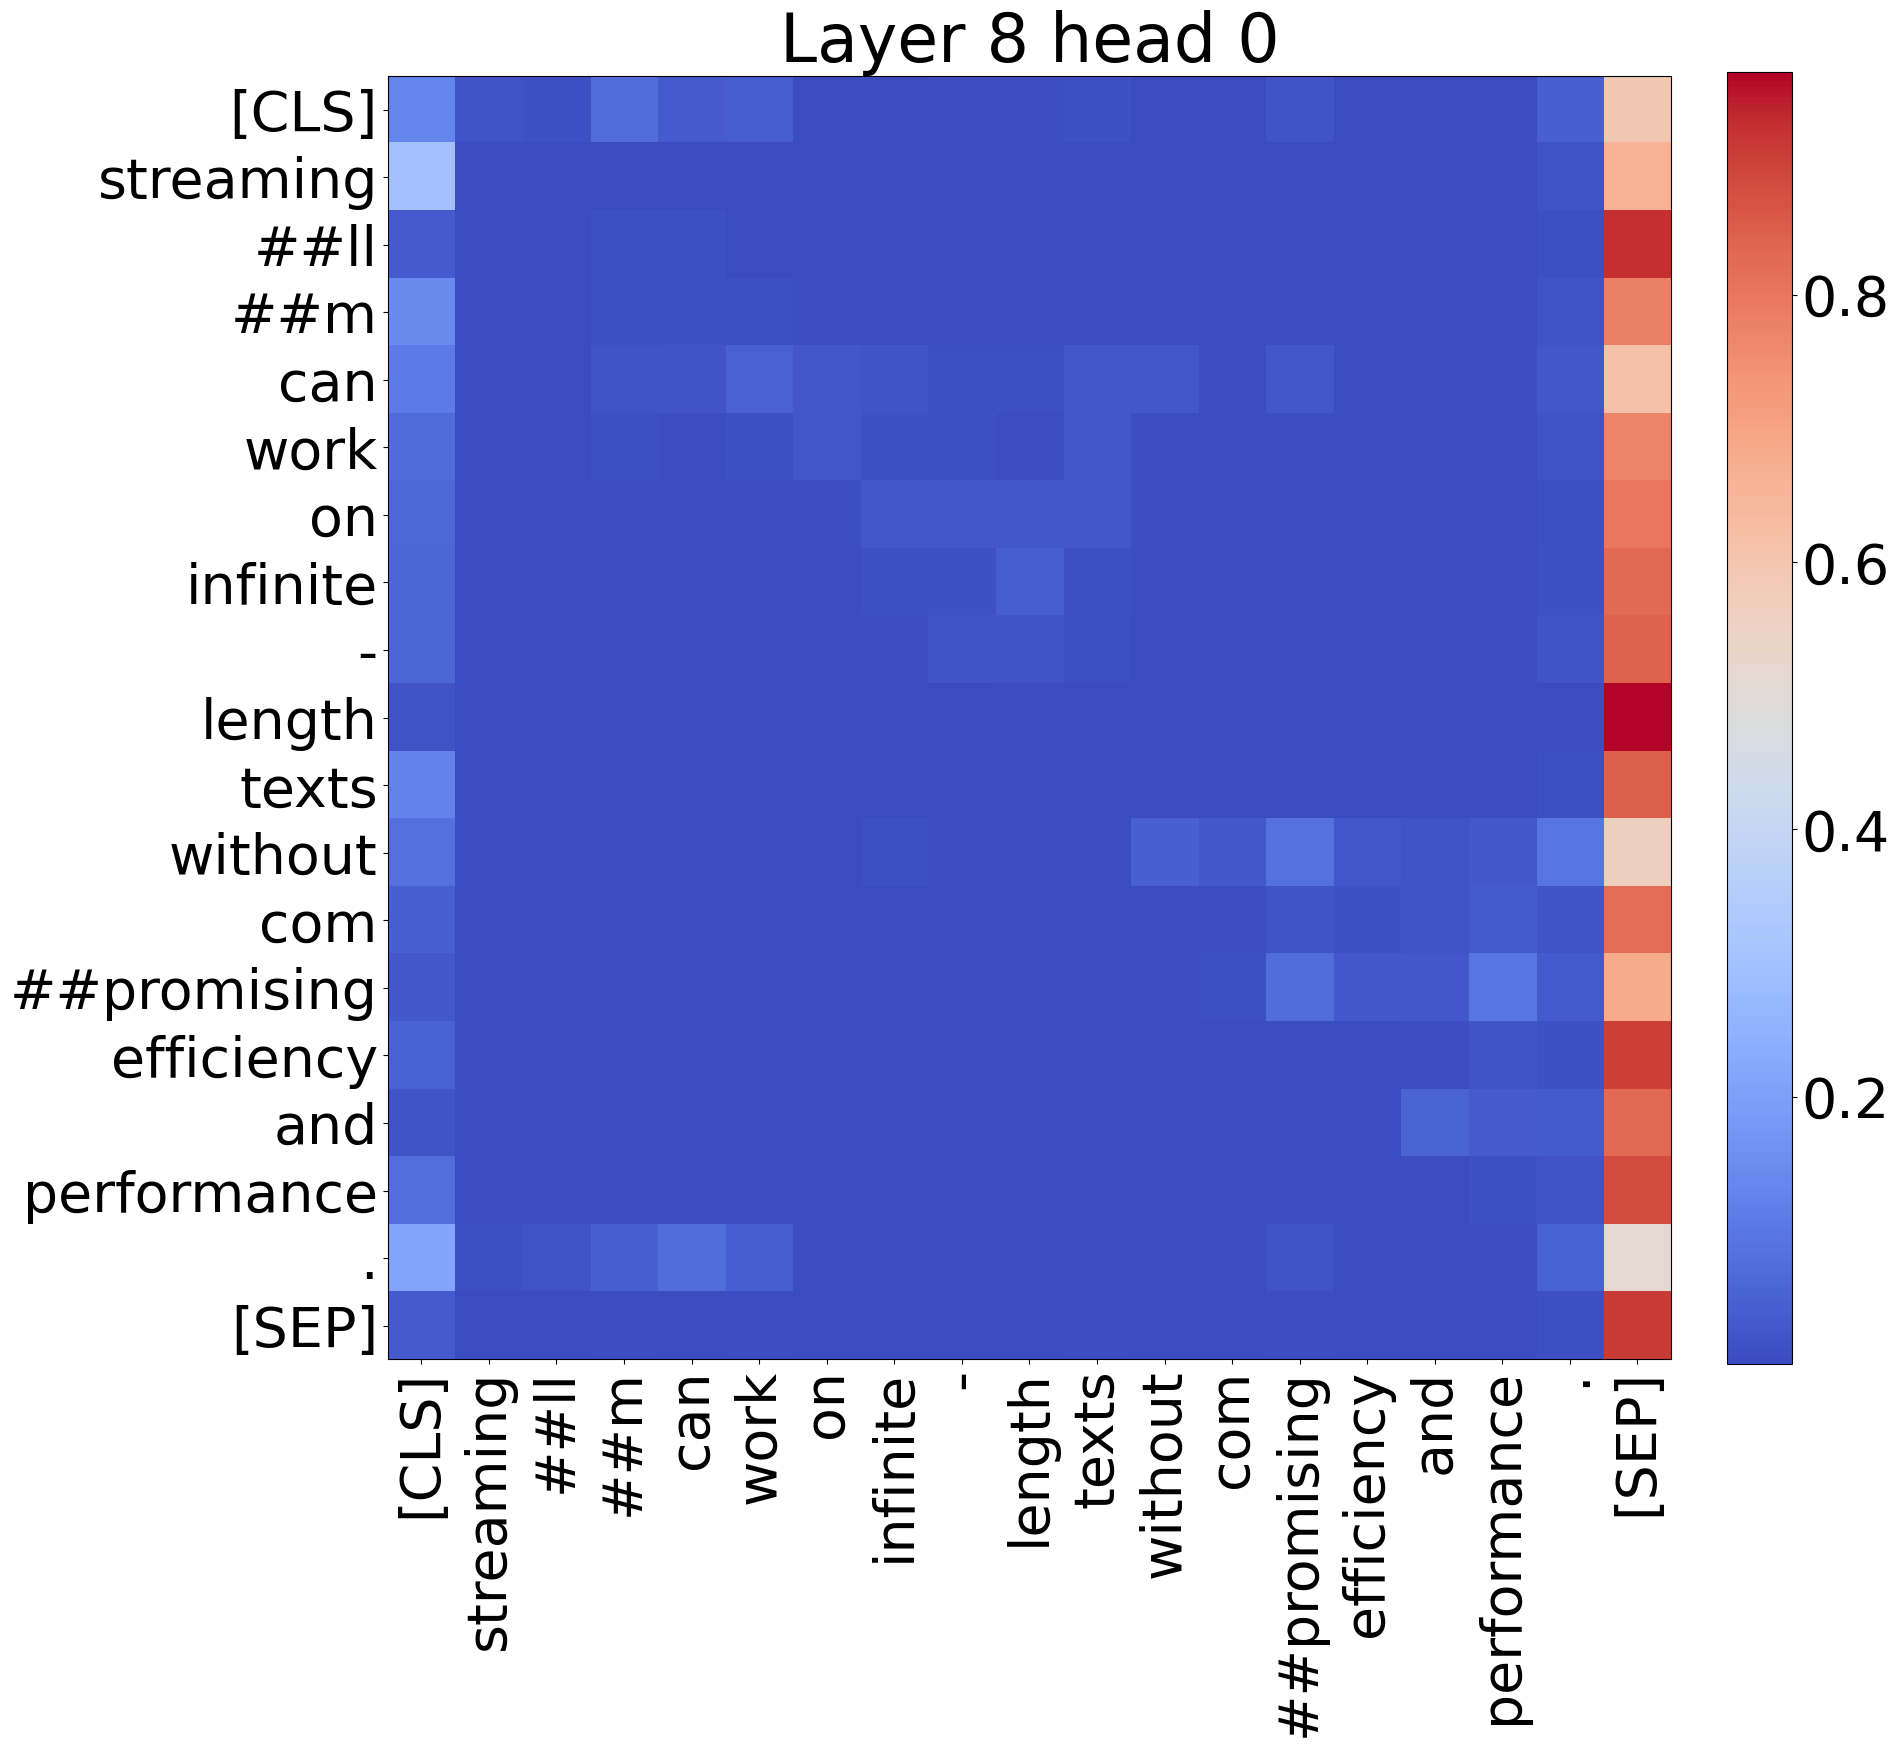 Layer 8 head 0
[CLS]
streaming
##ll
##m
can
work
on
infinite
-
length
texts
without
com
##promising
efficiency
and
performance
.
[SEP]
[CLS]
streaming
##ll
##m
can
work
on
infinite
-
length
texts
without
com
##promising
efficiency
and
performance
.
[SEP]
0.8
0.6
0.4
0.2